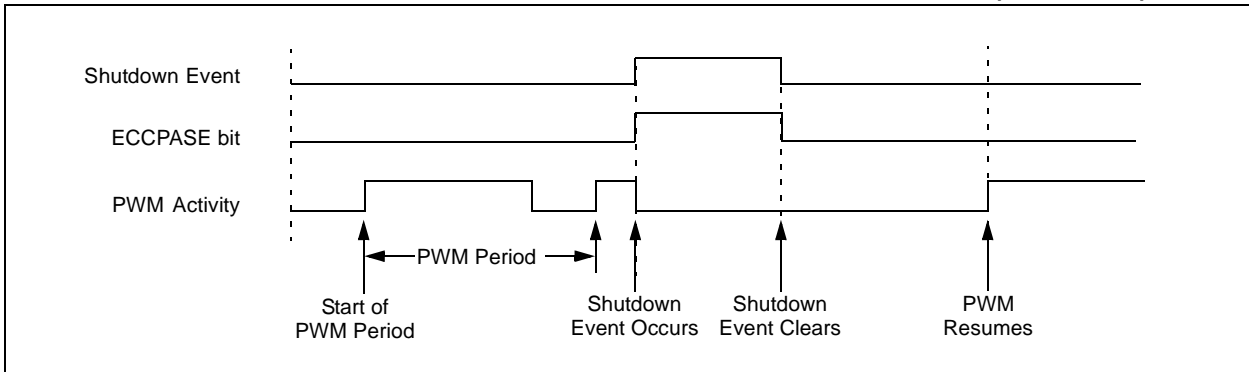 Shutdown Event
ECCPASE bit
PWM Activity
PWM Period
Start of
PWM Period
Shutdown
Event Occurs
Shutdown
Event Clears
PWM
Resumes